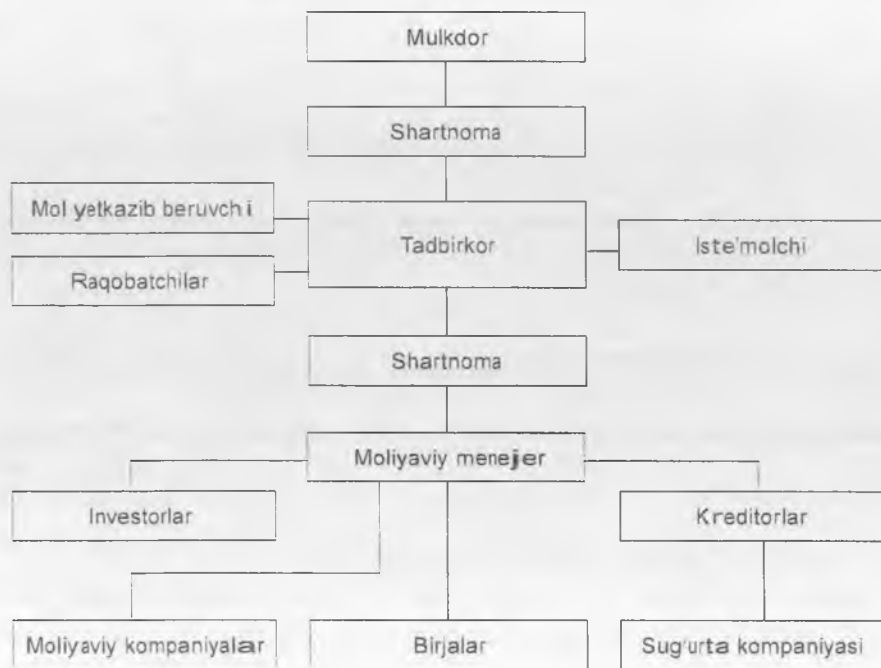 Mulkdor
Shartnoma
Mol yetkazib beruvchi
Tadbirkor
Iste'molchi
Raqobatchilar
Shartnoma
Moliyaviy menejer
Investorlar
Kreditorlar
Moliyaviy kompaniyalar
Birjalar
Sug'urta kompaniyasi